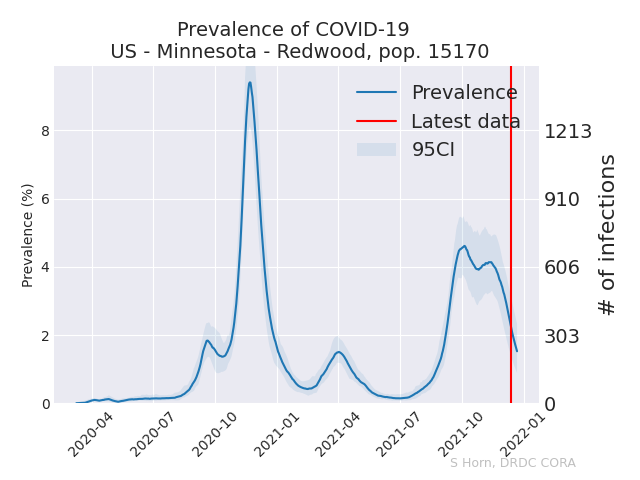 Prevalence of COVID-19
US - Minnesota - Redwood, pop. 15170
Prevalence
Latest data
95CI
Prevalence (%)
8
6
4
2
0
1213
910
606
303
0
# of infections
2020-04
2020-07
2020-10
2021-01
2021-04
2021-07
2021-10
2022-01
S Horn, DRDC CORA